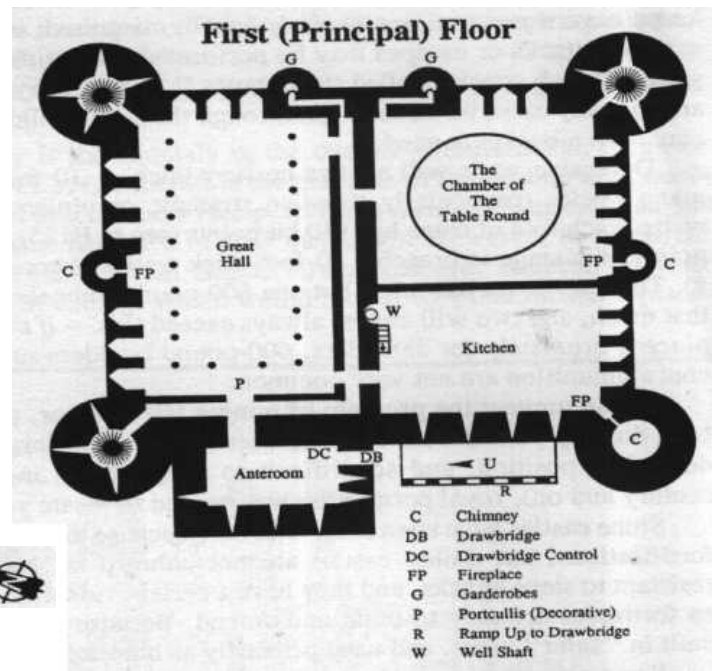 First (Principal) Floor
G
G
The
Chamber of
The
Table Round
Great
Hall
C
FP
FP
C
W
Kitchen
P
FP
C
DC
DB
Anteroom
U
R
C Chimney
DB Drawbridge
DC Drawbridge Control
FP Fireplace
G Garderobes
P Portcullis (Decorative)
R Ramp Up to Drawbridge
W Well Shaft